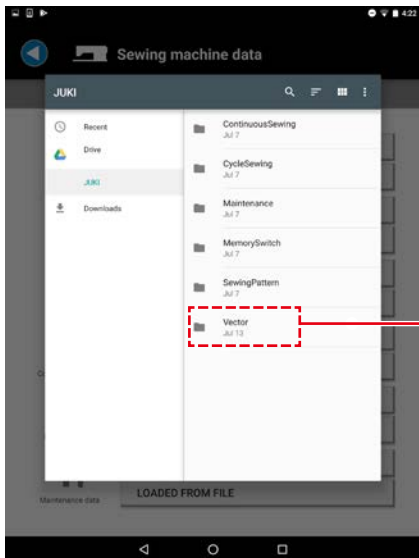 4:22
Sewing machine data
JUKI
Recent
Drive
JUKI
Downloads
ContinuousSewing
Jul 7
CycleSewing
Jul 7
Maintenance
Jul 7
MemorySwitch
Jul 7
SewingPattern
Jul 7
Vector
Jul 13
Maintenance data
LOADED FROM FILE